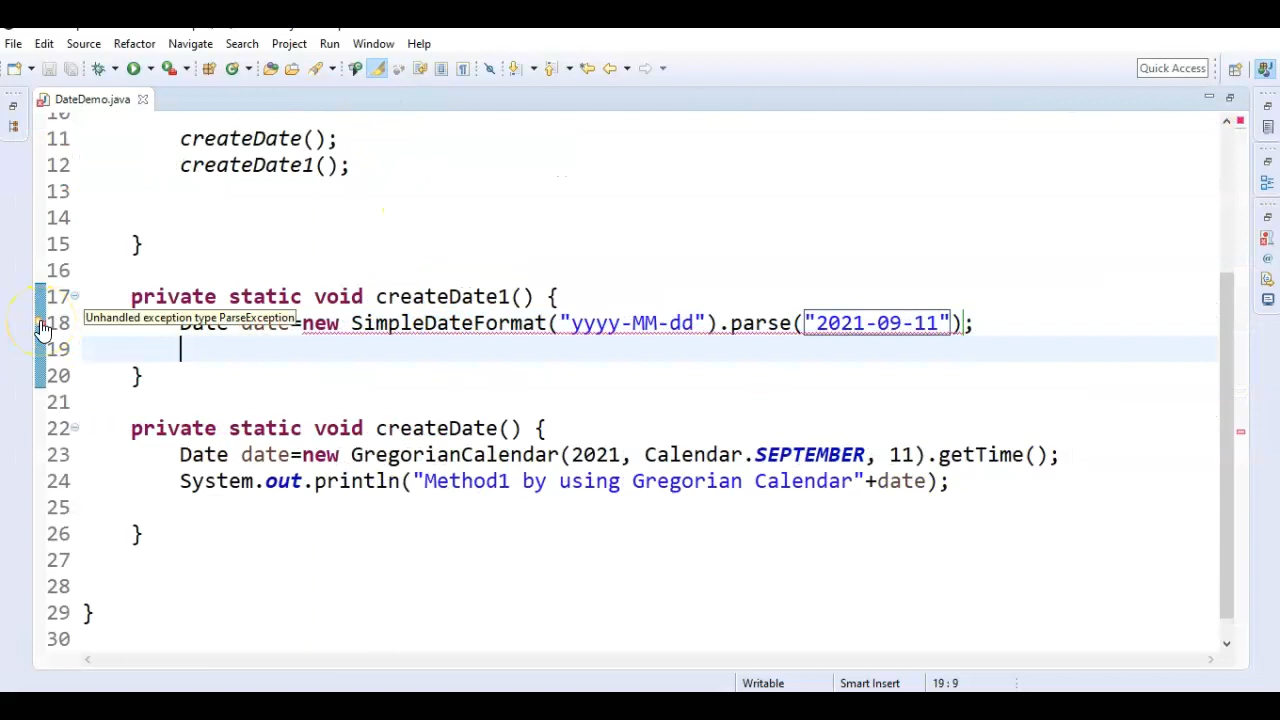 File Edit Source Refactor Navigate Search Project Run Window Help
Quick Access
DateDemo.java
10
11 createDate();
12 createDate1();
13
14
15 }
16
17 private static void createDate1() {
Unhandled exception type ParseException
18 Date date=new SimpleDateFormat("yyyy-MM-dd").parse("2021-09-11");
19
20 }
21
22 private static void createDate() {
23 Date date=new GregorianCalendar(2021, Calendar.SEPTEMBER, 11).getTime();
24 System.out.println("Method1 by using Gregorian Calendar"+date);
25
26 }
27
28
29 }
30
Writable Smart Insert 19:9